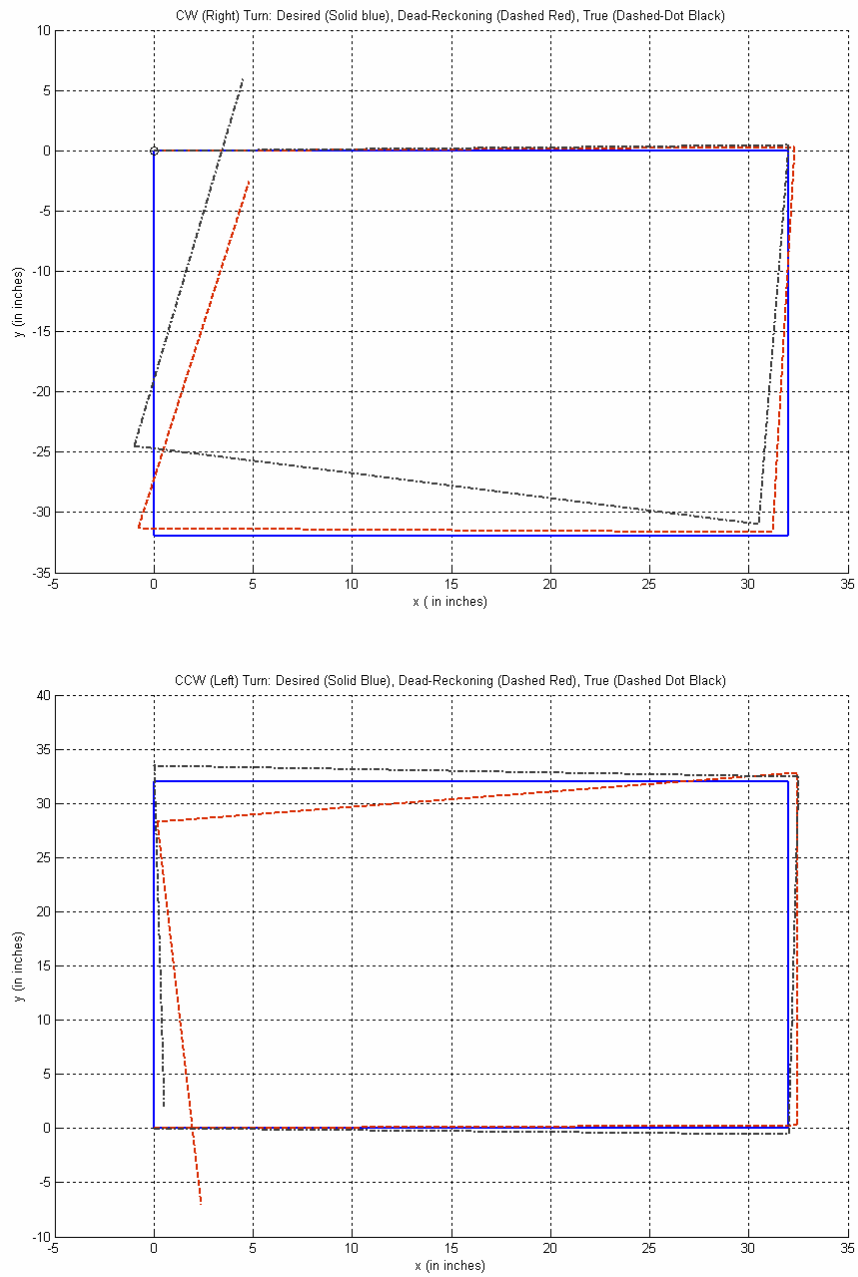 CW (Right) Turn: Desired (Solid blue), Dead-Reckoning (Dashed Red), True (Dashed-Dot Black)
10
5
0
-5
-10
-15
-20
-25
-30
-35
y (in inches)
-5 0 5 10 15 20 25 30 35
x ( in inches)
CCW (Left) Turn: Desired (Solid Blue), Dead-Reckoning (Dashed Red), True (Dashed Dot Black)
40
35
30
25
20
15
10
5
0
-5
-10
y (in inches)
-5 0 5 10 15 20 25 30 35
x (in inches)